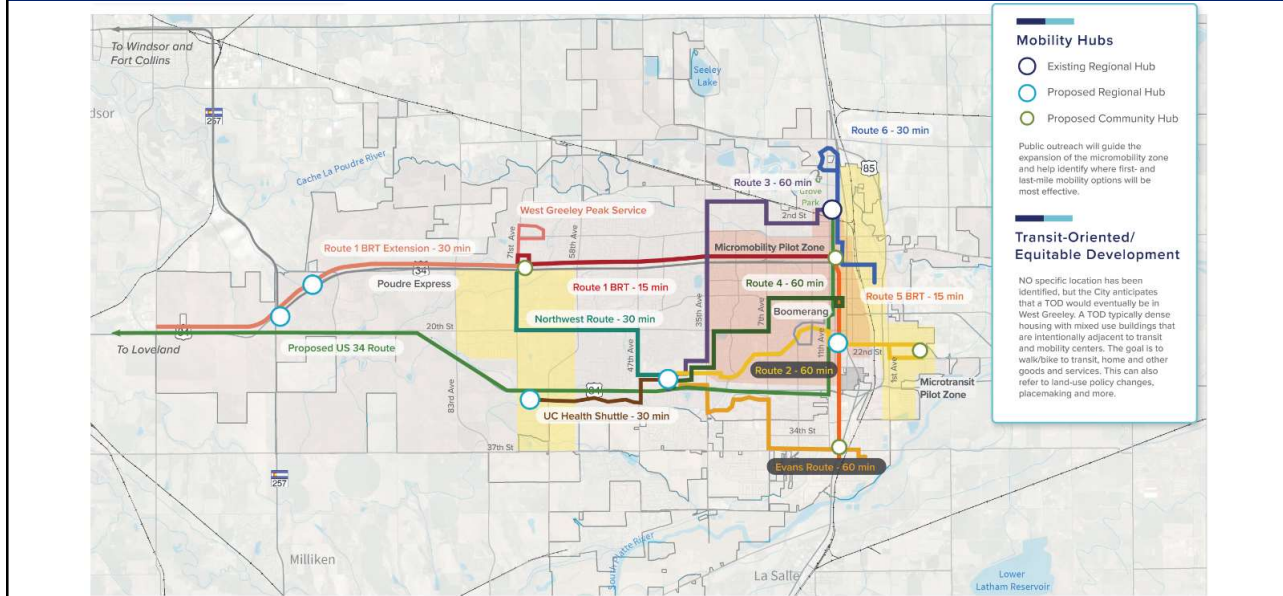 To Windsor and
Fort Collins
dsor
257
Cache La Poudre River
Seeley
Lake
Route 6 - 30 min
85
Route 3 - 60 min
Grove
Park
2nd St
West Greeley Peak Service
71st Ave
58th Ave
Route 1 BRT Extension - 30 min
34
Poudre Express
Micromobility Pilot Zone
Route 1 BRT - 15 min
35th Ave
Route 4 - 60 min
7th Ave
Route 5 BRT - 15 min
Boomerang
Northwest Route - 30 min
20th St
To Loveland
Proposed US 34 Route
47th Ave
11th Ave
22nd St
1st Ave
Route 2 - 60 min
83rd Ave
34
UC Health Shuttle - 30 min
Microtransit
Pilot Zone
34th St
37th St
Evans Route - 60 min
257
Milliken
South Platte River
La Salle
Lower
Latham Reservoir
Mobility Hubs
Existing Regional Hub
Proposed Regional Hub
Proposed Community Hub
Public outreach will guide the
expansion of the micromobility zone
and help identify where first- and
last-mile mobility options will be
most effective.
Transit-Oriented/
Equitable Development
NO specific location has been
identified, but the City anticipates
that a TOD would eventually be in
West Greeley. A TOD typically dense
housing with mixed use buildings that
are intentionally adjacent to transit
and mobility centers. The goal is to
walk/bike to transit, home and other
goods and services. This can also
refer to land-use policy changes,
placemaking and more.